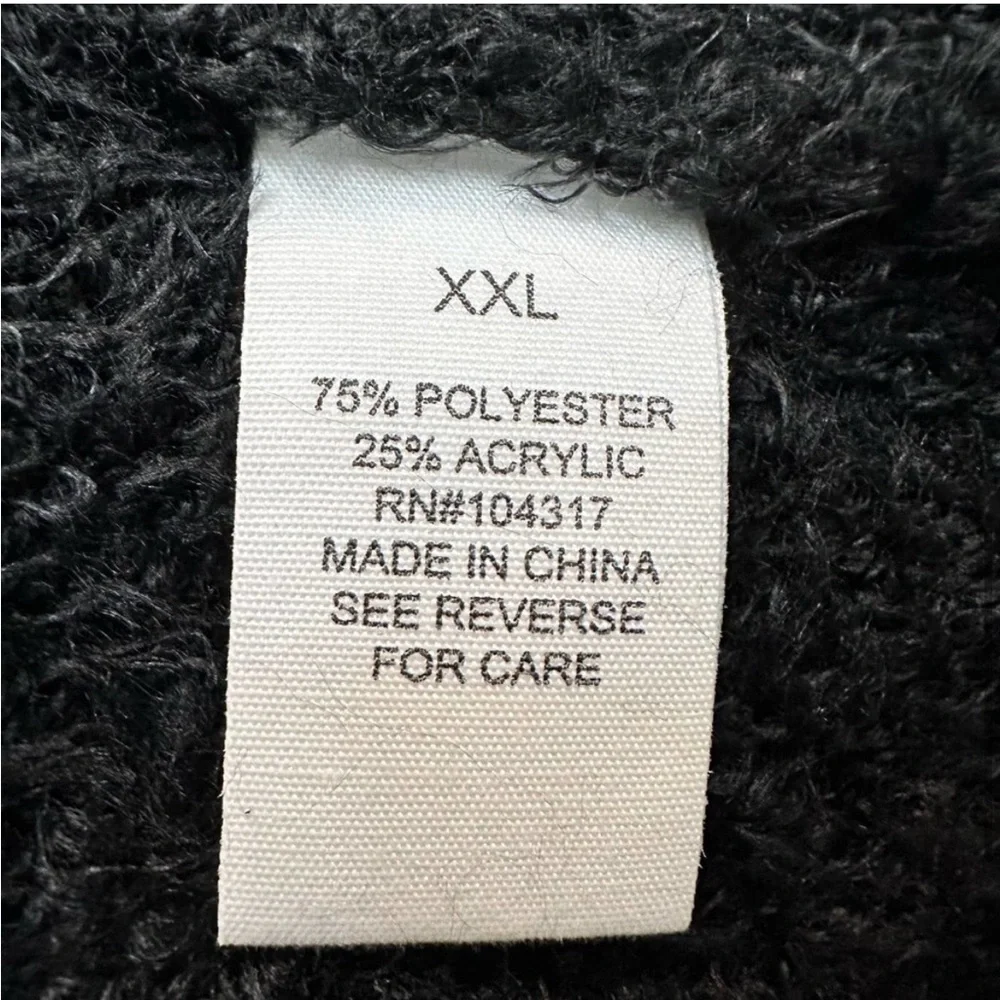 XXL
75% POLYESTER
25% ACRYLIC
RN#104317
MADE IN CHINA
SEE REVERSE
FOR CARE